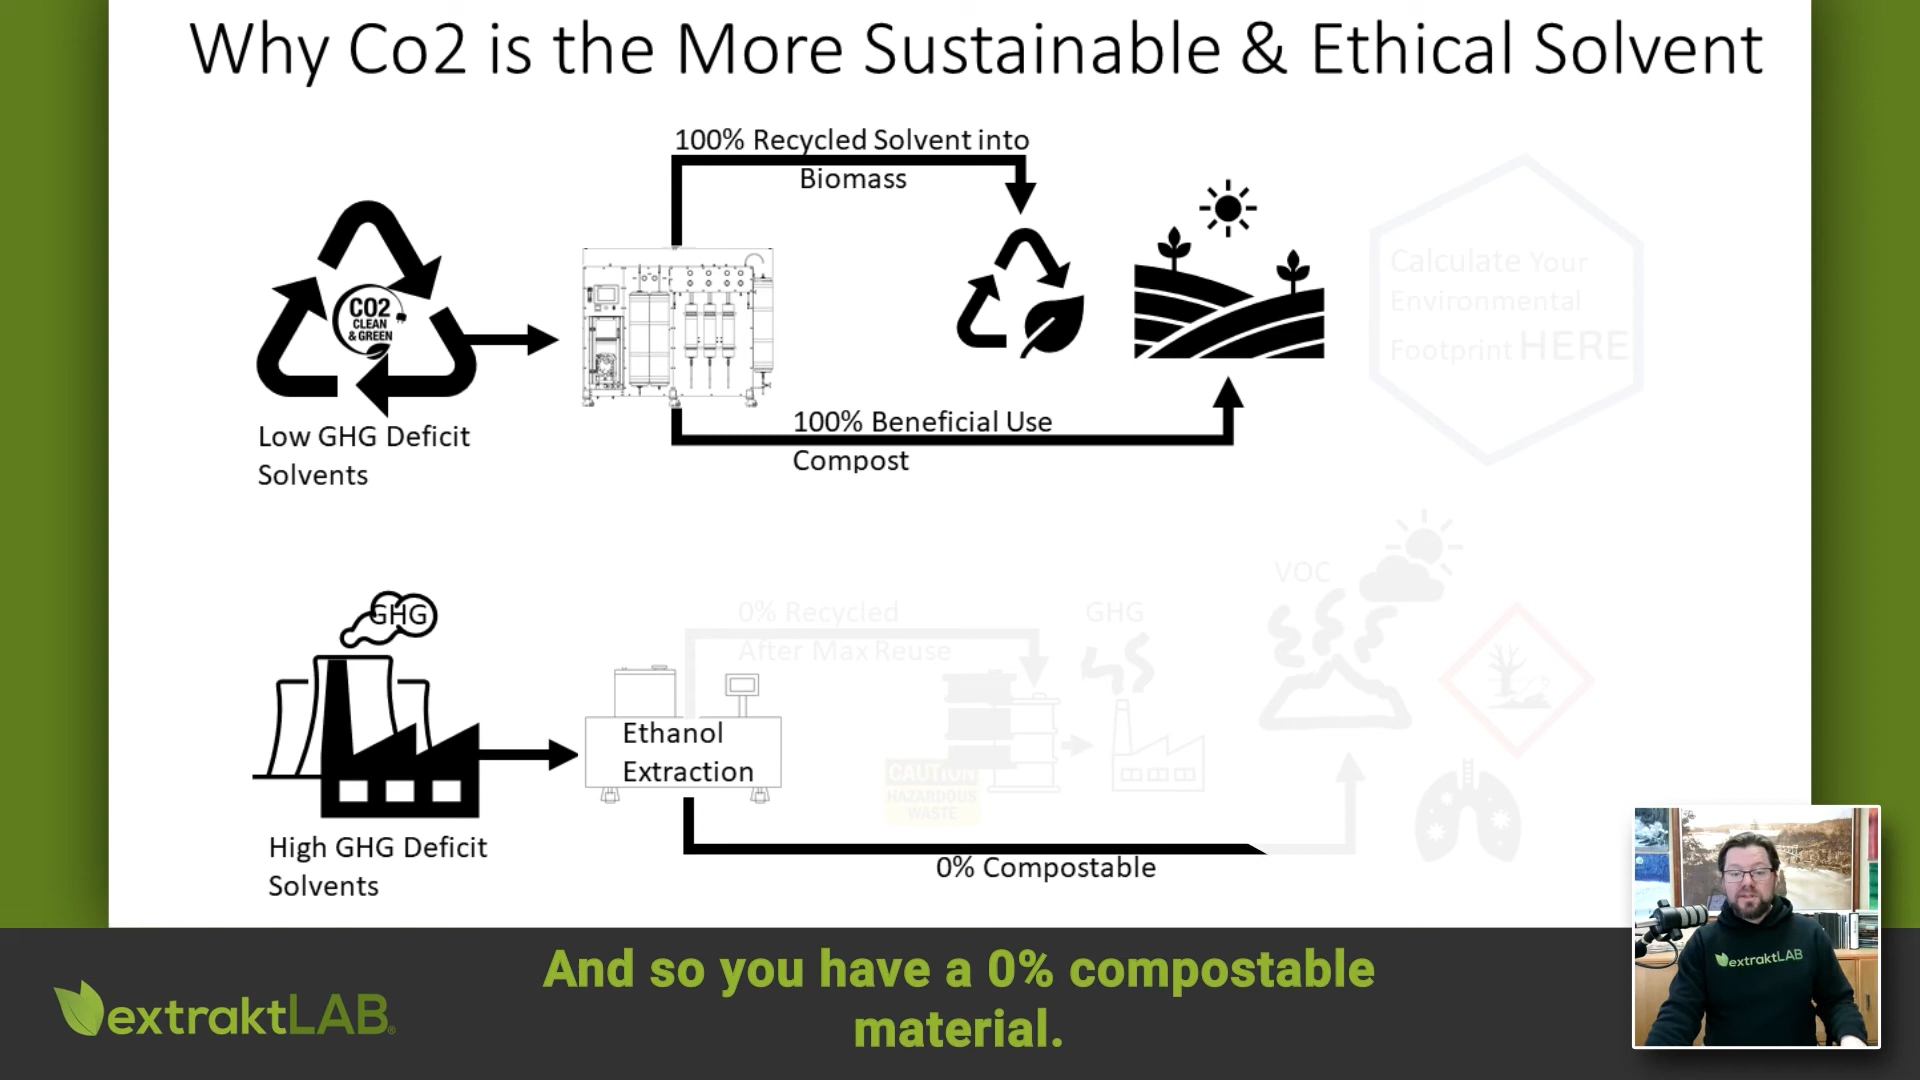 Why Co2 is the More Sustainable & Ethical Solvent
100% Recycled Solvent into
Biomass
CO2
CLEAN
& GREEN
Low GHG Deficit
Solvents
100% Beneficial Use
Compost
Calculate Your
Environmental
Footprint HERE
GHG
High GHG Deficit
Solvents
Ethanol
Extraction
0% Recycled
After Max Reuse
GHG
VOC
CAUTION
HAZARDOUS
WASTE
0% Compostable
And so you have a 0% compostable
material.
extraktLAB®
extraktLAB